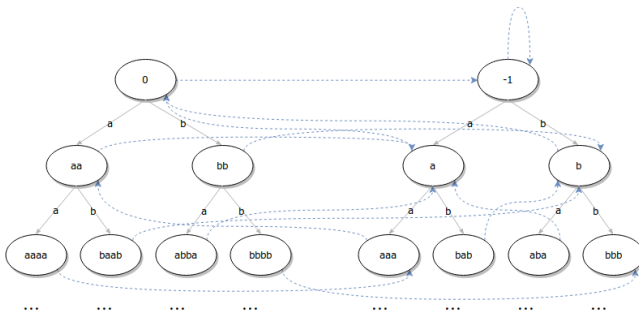 0 -1
a b a b
aa bb a b
a b a b a b a b
aaaa baab abba bbbb aaa bab aba bbb
... ... ... ... ... ... ... ...